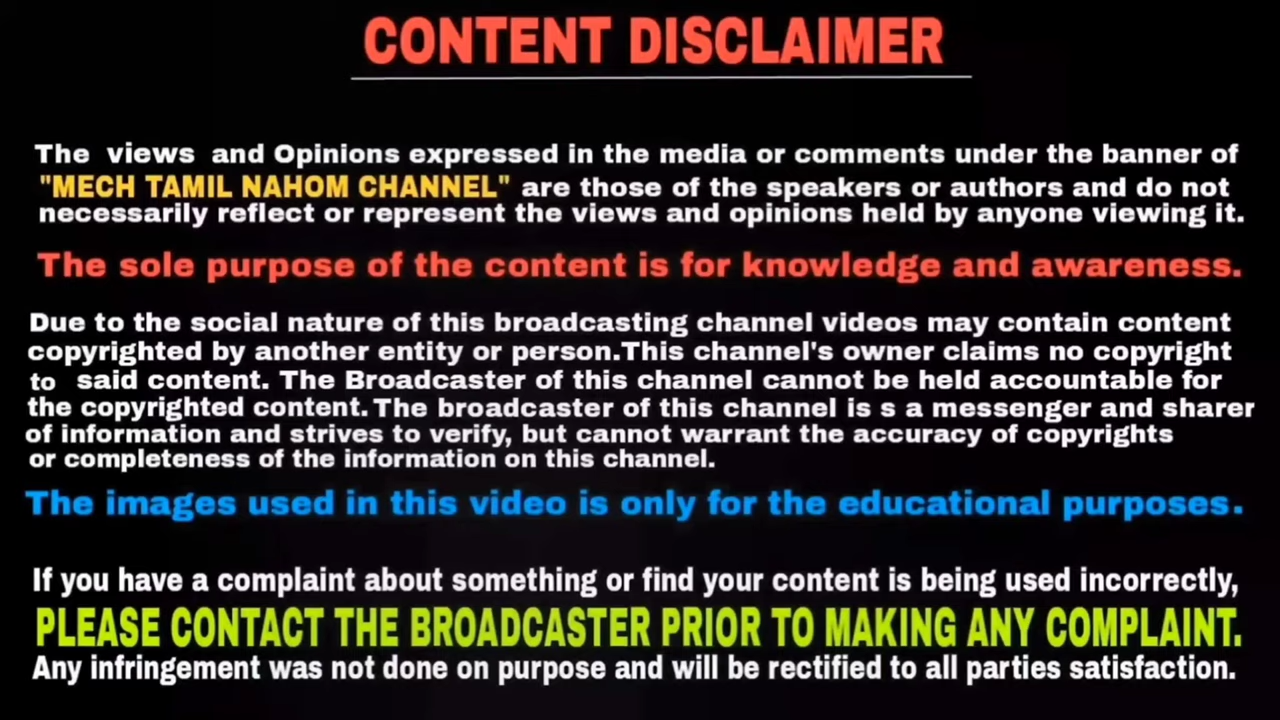 CONTENT DISCLAIMER
The views and Opinions expressed in the media or comments under the banner of
"MECH TAMIL NAHOM CHANNEL" are those of the speakers or authors and do not
necessarily reflect or represent the views and opinions held by anyone viewing it.
The sole purpose of the content is for knowledge and awareness.
Due to the social nature of this broadcasting channel videos may contain content
copyrighted by another entity or person.This channel's owner claims no copyright
to said content. The Broadcaster of this channel cannot be held accountable for
the copyrighted content. The broadcaster of this channel is s a messenger and sharer
of information and strives to verify, but cannot warrant the accuracy of copyrights
or completeness of the information on this channel.
The images used in this video is only for the educational purposes.
If you have a complaint about something or find your content is being used incorrectly,
PLEASE CONTACT THE BROADCASTER PRIOR TO MAKING ANY COMPLAINT.
Any infringement was not done on purpose and will be rectified to all parties satisfaction.